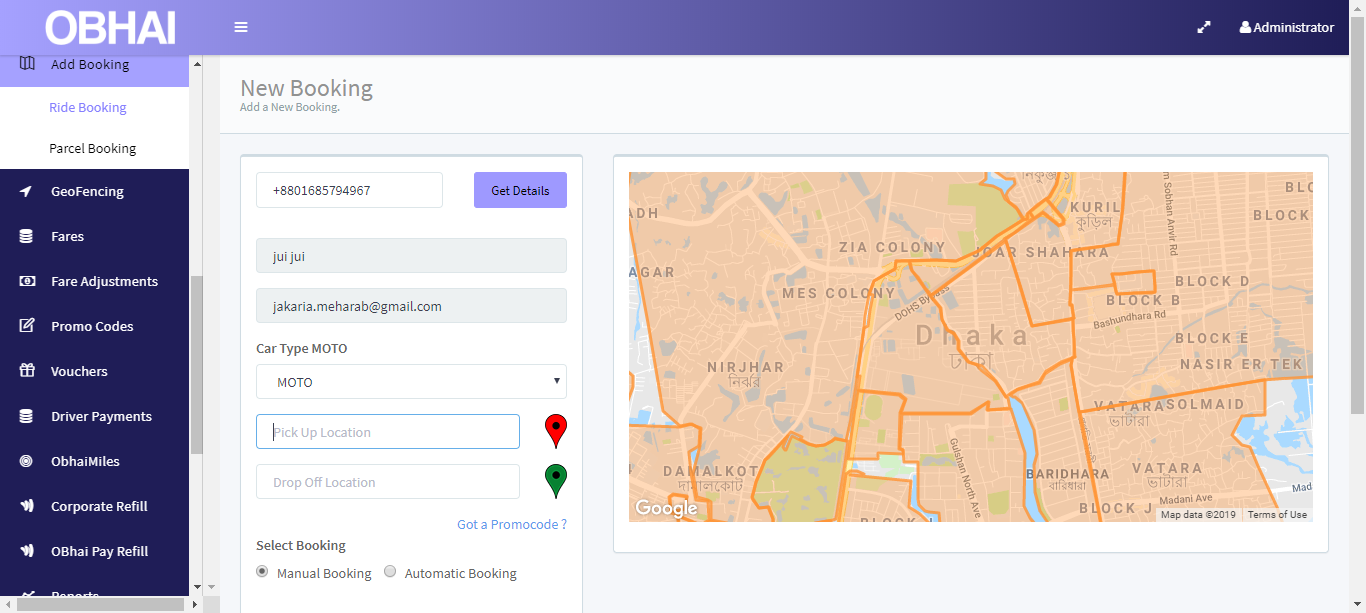 OBHAI
Administrator
Add Booking
Ride Booking
Parcel Booking
GeoFencing
Fares
Fare Adjustments
Promo Codes
Vouchers
Driver Payments
ObhaiMiles
Corporate Refill
OBhai Pay Refill
Reports
New Booking
Add a New Booking.
+8801685794967
Get Details
jui jui
jakaria.meharab@gmail.com
Car Type MOTO
MOTO
Pick Up Location
Drop Off Location
Got a Promocode ?
Select Booking
Manual Booking
Automatic Booking
ADH
KURIL
কুড়িল
BLOCK
ZIA COLONY
JOAR SHAHARA
AGAR
MES COLONY
DOHS Bypass
BLOCK D
BLOCK B
Bashundhara Rd
Dhaka
ঢাকা
BLOCK E
NIRJHAR
নির্ঝর
NASIR ER TEK
VATARA
ভাটারা
SOLMAID
Gulshan North Ave
DAMALKOT
দামালকোট
BARIDHARA
বারিধারা
VATARA
ভাটারা
Madani Ave
BLOCK J
Google
Map data ©2019
Terms of Use